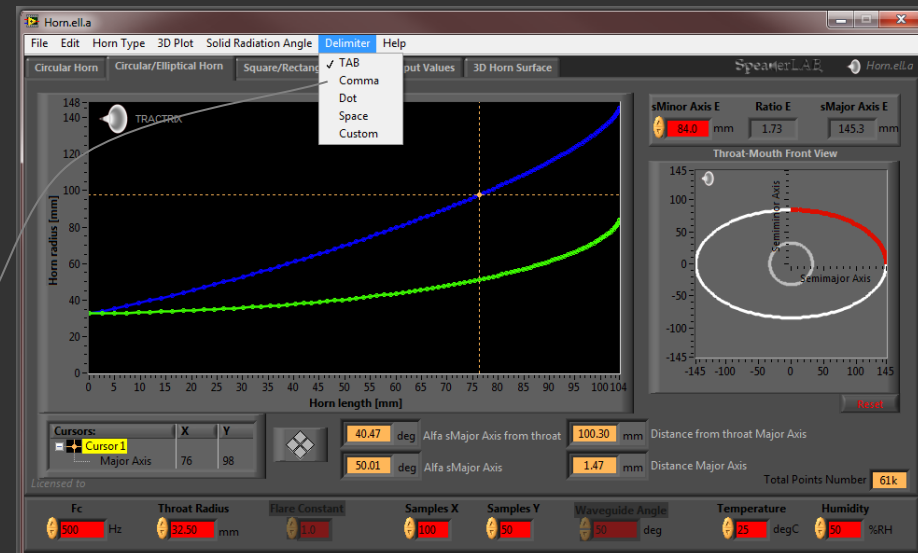 Horn.ell.a
File Edit Horn Type 3D Plot Solid Radiation Angle Delimiter Help
✓ TAB
Comma
Dot
Space
Custom
Circular Horn Circular/Elliptical Horn Square/Rectang put Values 3D Horn Surface
SpeakerLAB Horn.ell.a
TRACTRIX
Horn radius [mm]
148
140
120
100
80
60
40
20
0
0 5 10 15 20 25 30 35 40 45 50 55 60 65 70 75 80 85 90 95 100 104
Horn length [mm]
sMinor Axis E Ratio E sMajor Axis E
84.0 mm 1.73 145.3 mm
Throat-Mouth Front View
145
100
50
0
-50
-100
-145
Semiminor Axis
Semimajor Axis
-145 -100 -50 0 50 100 145
Reset
Cursors: X Y
Cursor 1
Major Axis 76 98
40.47 deg Alfa sMajor Axis from throat 100.30 mm Distance from throat Major Axis
50.01 deg Alfa sMajor Axis 1.47 mm Distance Major Axis
Licensed to
Total Points Number 61k
Fc Throat Radius Flare Constant Samples X Samples Y Waveguide Angle Temperature Humidity
500 Hz 32.50 mm 1.0 100 50 50 deg 25 degC 50 %RH